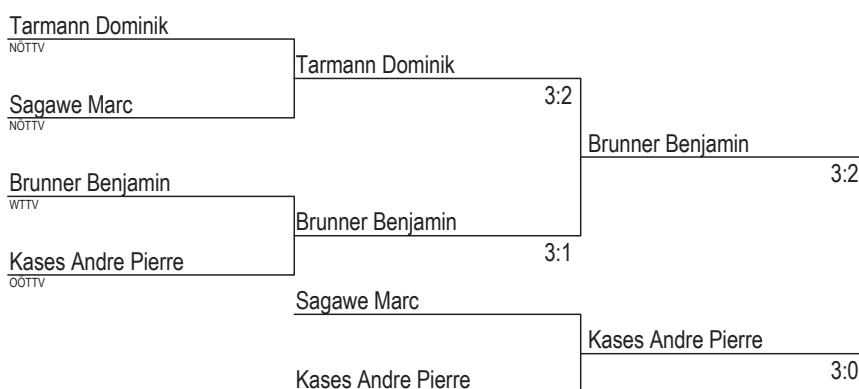 Tarmann Dominik
NÖTTV
Tarmann Dominik
3:2
Sagawe Marc
NÖTTV
Brunner Benjamin
3:2
Brunner Benjamin
WTTV
Brunner Benjamin
3:1
Kases Andre Pierre
OÖTTV
Sagawe Marc
Kases Andre Pierre
3:0
Kases Andre Pierre